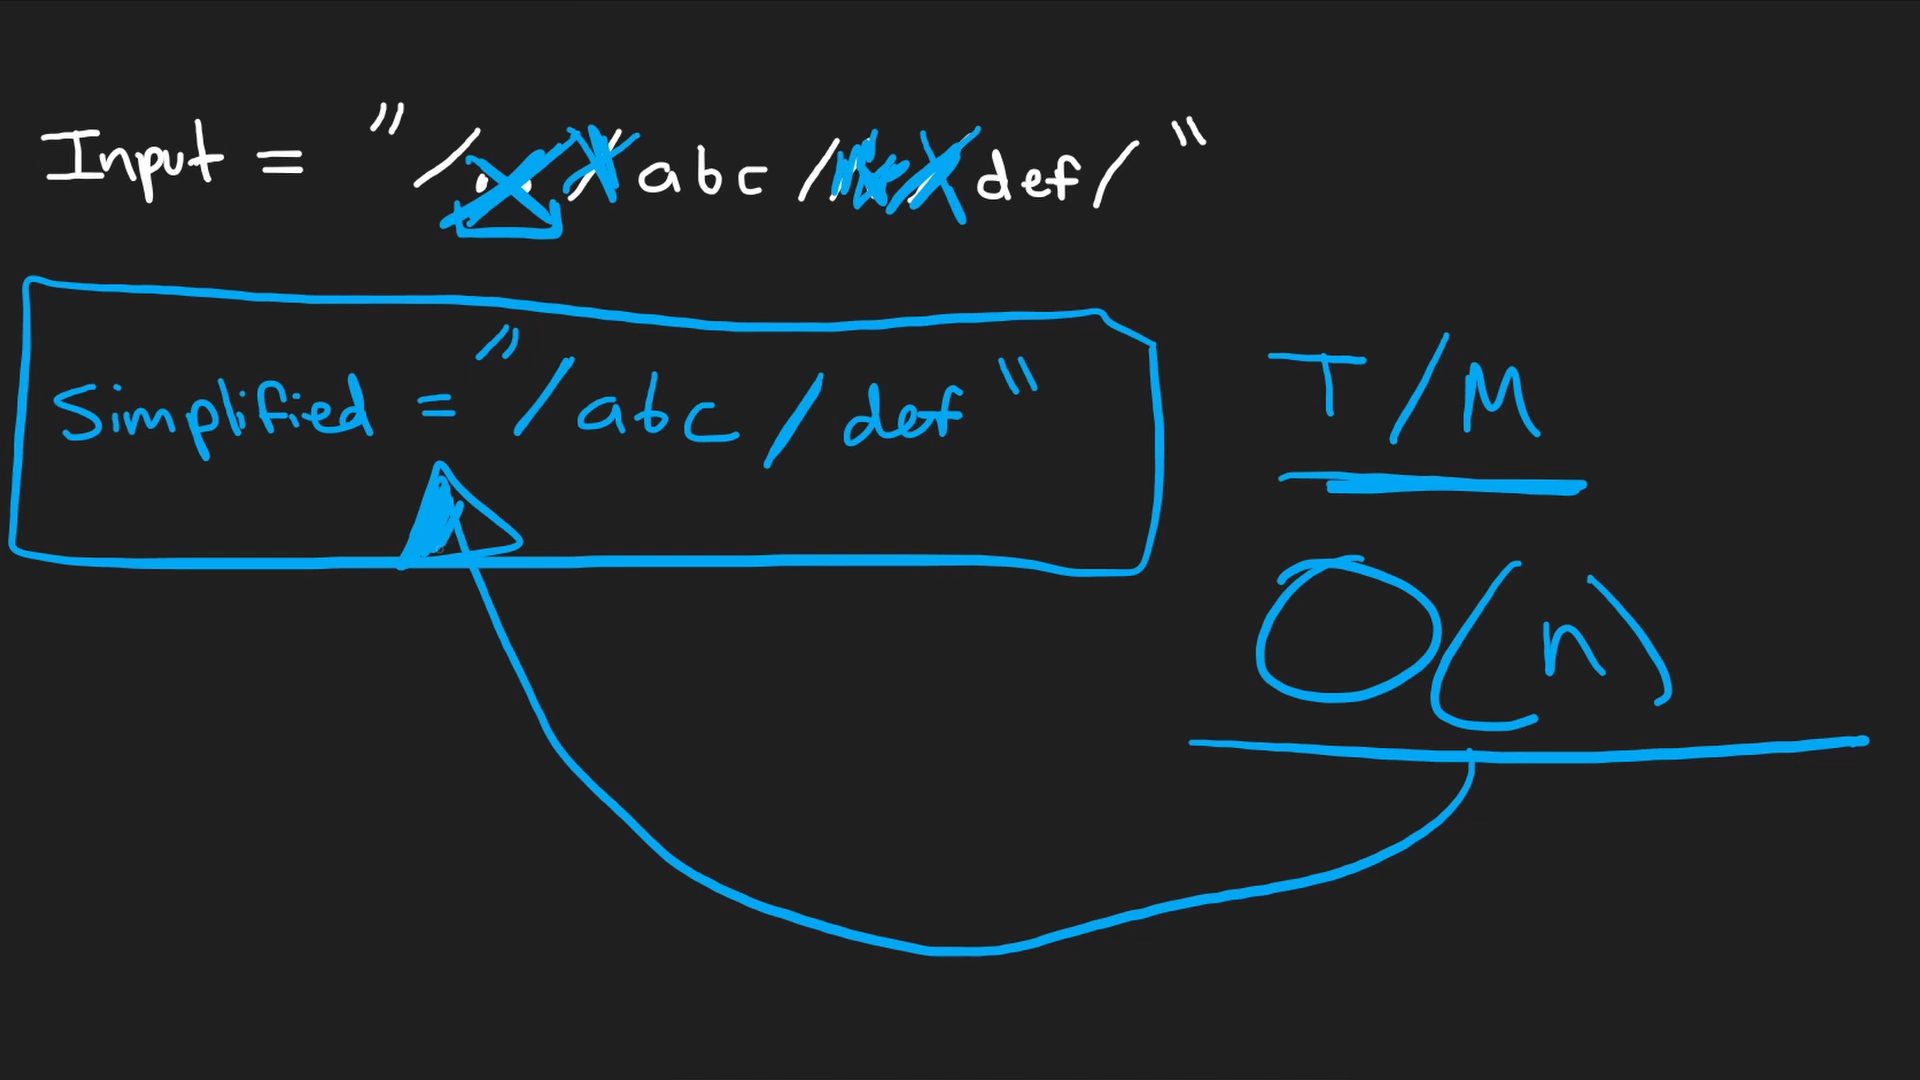 Input = "/../abc///def/"
Simplified = "/abc/def"
T/M
O(n)